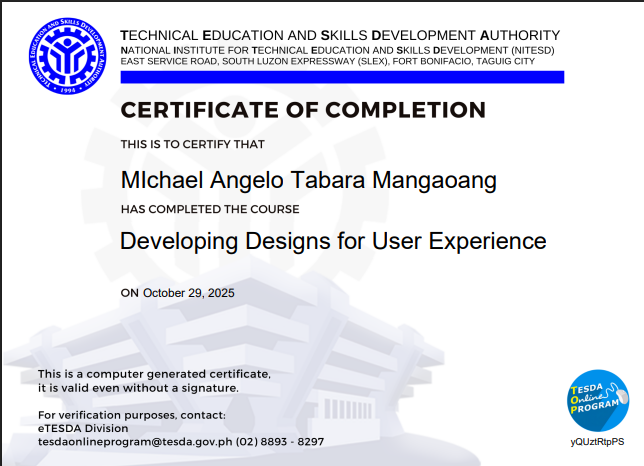 TECHNICAL EDUCATION AND SKILLS DEVELOPMENT AUTHORITY
NATIONAL INSTITUTE FOR TECHNICAL EDUCATION AND SKILLS DEVELOPMENT (NITESD)
EAST SERVICE ROAD, SOUTH LUZON EXPRESSWAY (SLEX), FORT BONIFACIO, TAGUIG CITY
TECHNICAL EDUCATION AND SKILLS DEVELOPMENT AUTHORITY
1994
CERTIFICATE OF COMPLETION
THIS IS TO CERTIFY THAT
MIchael Angelo Tabara Mangaoang
HAS COMPLETED THE COURSE
Developing Designs for User Experience
ON October 29, 2025
This is a computer generated certificate,
it is valid even without a signature.
For verification purposes, contact:
eTESDA Division
tesdaonlineprogram@tesda.gov.ph (02) 8893 - 8297
TESDA
Online
PROGRAM
yQUztRtpPS